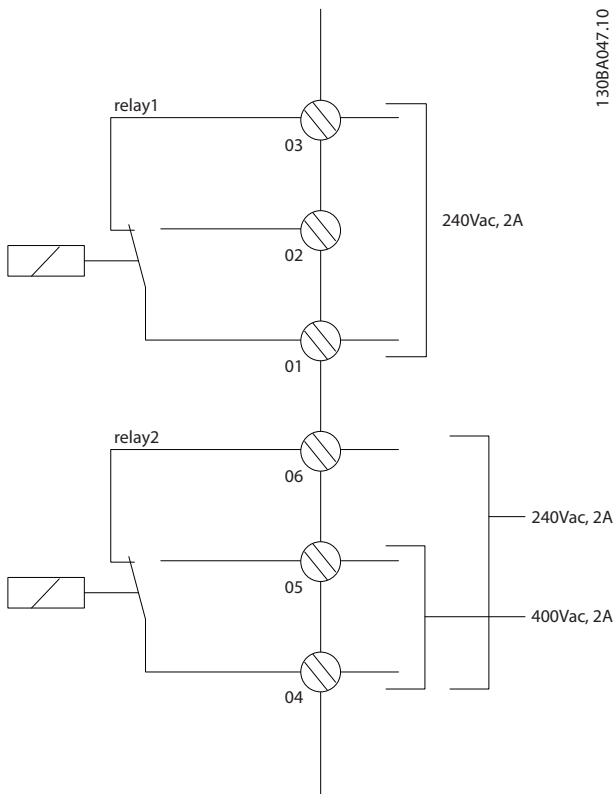 130BA047.10
relay1
03
02
240Vac, 2A
01
relay2
06
240Vac, 2A
05
400Vac, 2A
04